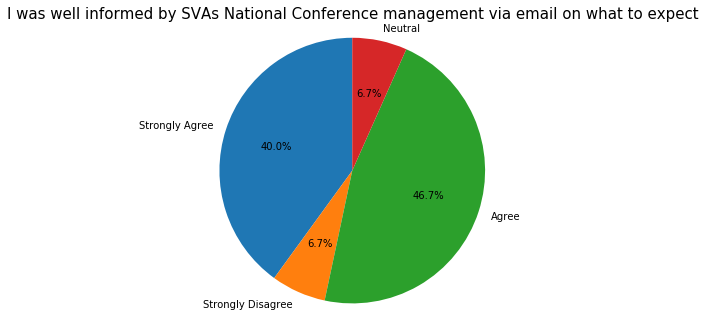 I was well informed by SVAs National Conference management via email on what to expect
Neutral
6.7%
Strongly Agree
40.0%
46.7%
Agree
6.7%
Strongly Disagree